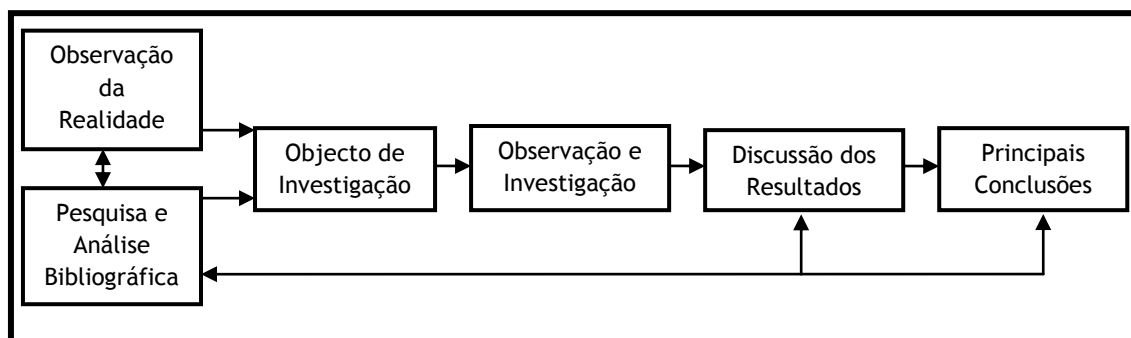 Observação
da
Realidade
Pesquisa e
Análise
Bibliográfica
Objecto de
Investigação
Observação e
Investigação
Discussão dos
Resultados
Principais
Conclusões